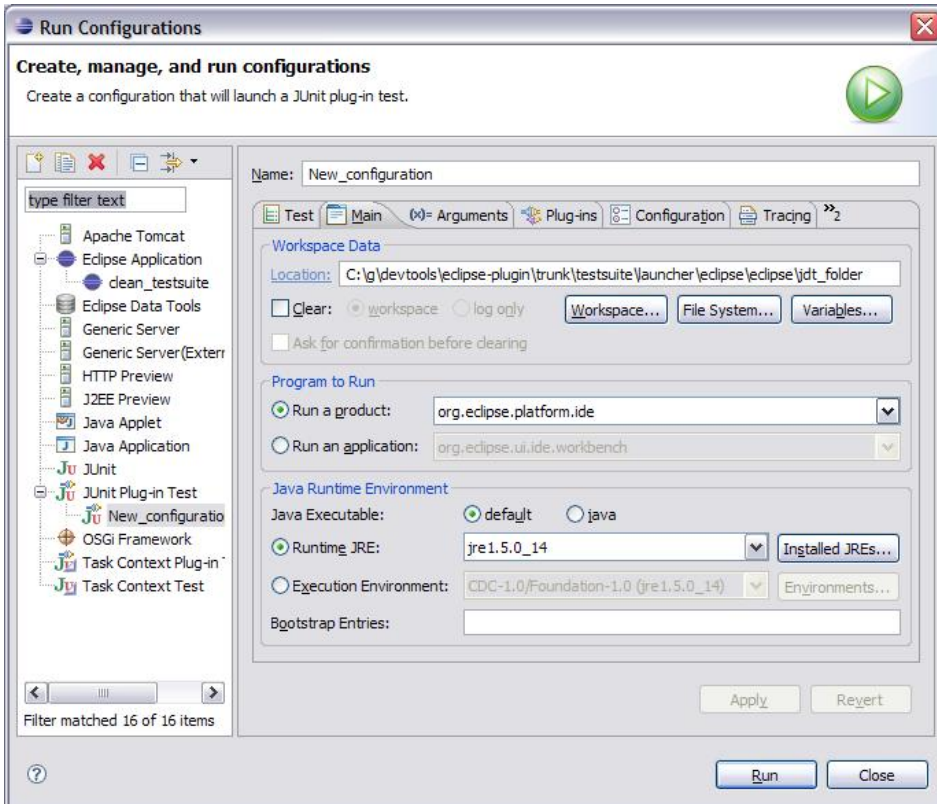 Run Configurations
Create, manage, and run configurations
Create a configuration that will launch a JUnit plug-in test.
type filter text
Apache Tomcat
Eclipse Application
clean_testsuite
Eclipse Data Tools
Generic Server
Generic Server(Extern
HTTP Preview
J2EE Preview
Java Applet
Java Application
JUnit
JUnit Plug-in Test
New_configuratio
OSGi Framework
Task Context Plug-in
Task Context Test
Filter matched 16 of 16 items
Name: New_configuration
Test Main (x)= Arguments Plug-ins Configuration Tracing »2
Workspace Data
Location: C:\g\devtools\eclipse-plugin\trunk\testsuite\launcher\eclipse\eclipse\jdt_folder
Clear: workspace log only Workspace... File System... Variables...
Ask for confirmation before clearing
Program to Run
Run a product: org.eclipse.platform.ide
Run an application: org.eclipse.ui.ide.workbench
Java Runtime Environment
Java Executable: default java
Runtime JRE: jre1.5.0_14 Installed JREs...
Execution Environment: CDC-1.0/Foundation-1.0 (jre1.5.0_14) Environments...
Bootstrap Entries:
Apply Revert
Run Close